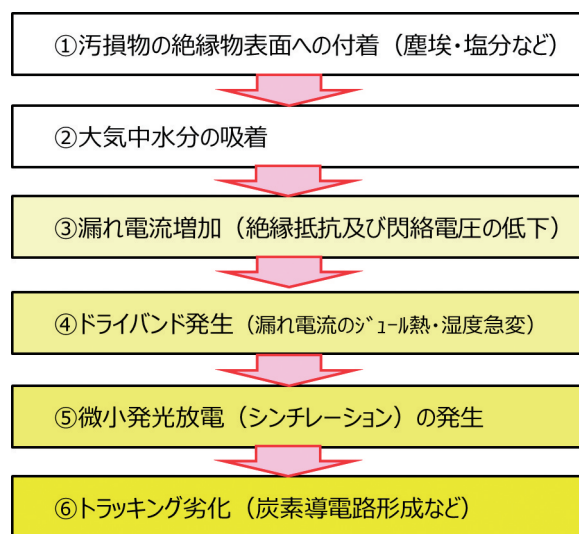 ①汚損物の絶縁物表面への付着（塵埃・塩分など）
②大気中水分の吸着
③漏れ電流増加（絶縁抵抗及び閃絡電圧の低下）
④ドライバンド発生（漏れ電流のｼﾞｭｰﾙ熱・湿度急変）
⑤微小発光放電（シンチレーション）の発生
⑥トラッキング劣化（炭素導電路形成など）